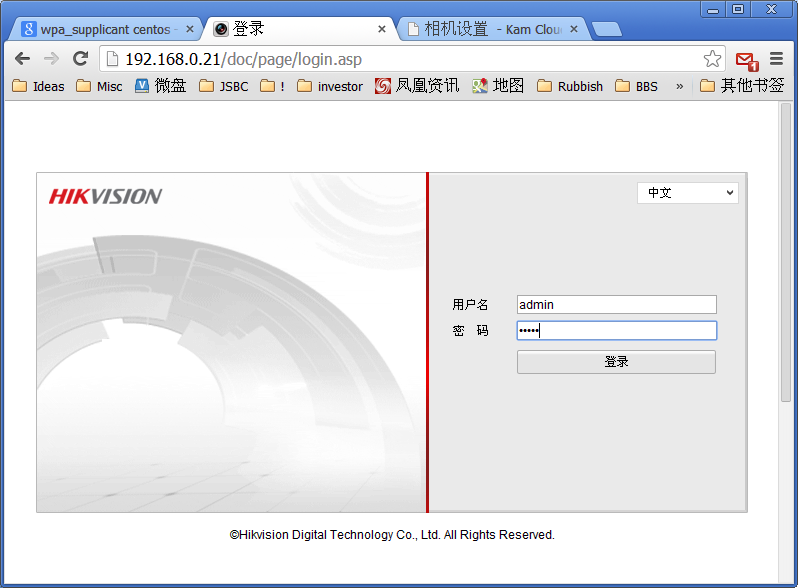 wpa_supplicant centos
登录
相机设置 - Kam Clou
192.168.0.21/doc/page/login.asp
1
Ideas
Misc
微盘
JSBC
!
investor
凤凰资讯
地图
Rubbish
BBS
»
其他书签
HIKVISION
中文
用户名
admin
密 码
•••••
登录
©Hikvision Digital Technology Co., Ltd. All Rights Reserved.